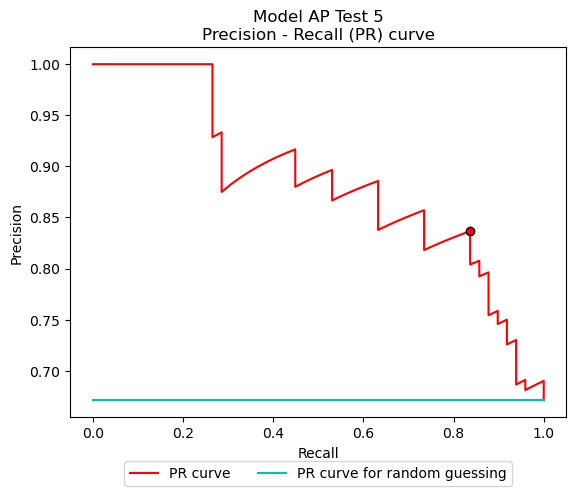 Model AP Test 5
Precision - Recall (PR) curve
Precision
1.00
0.95
0.90
0.85
0.80
0.75
0.70
0.0 0.2 0.4 0.6 0.8 1.0
Recall
PR curve PR curve for random guessing